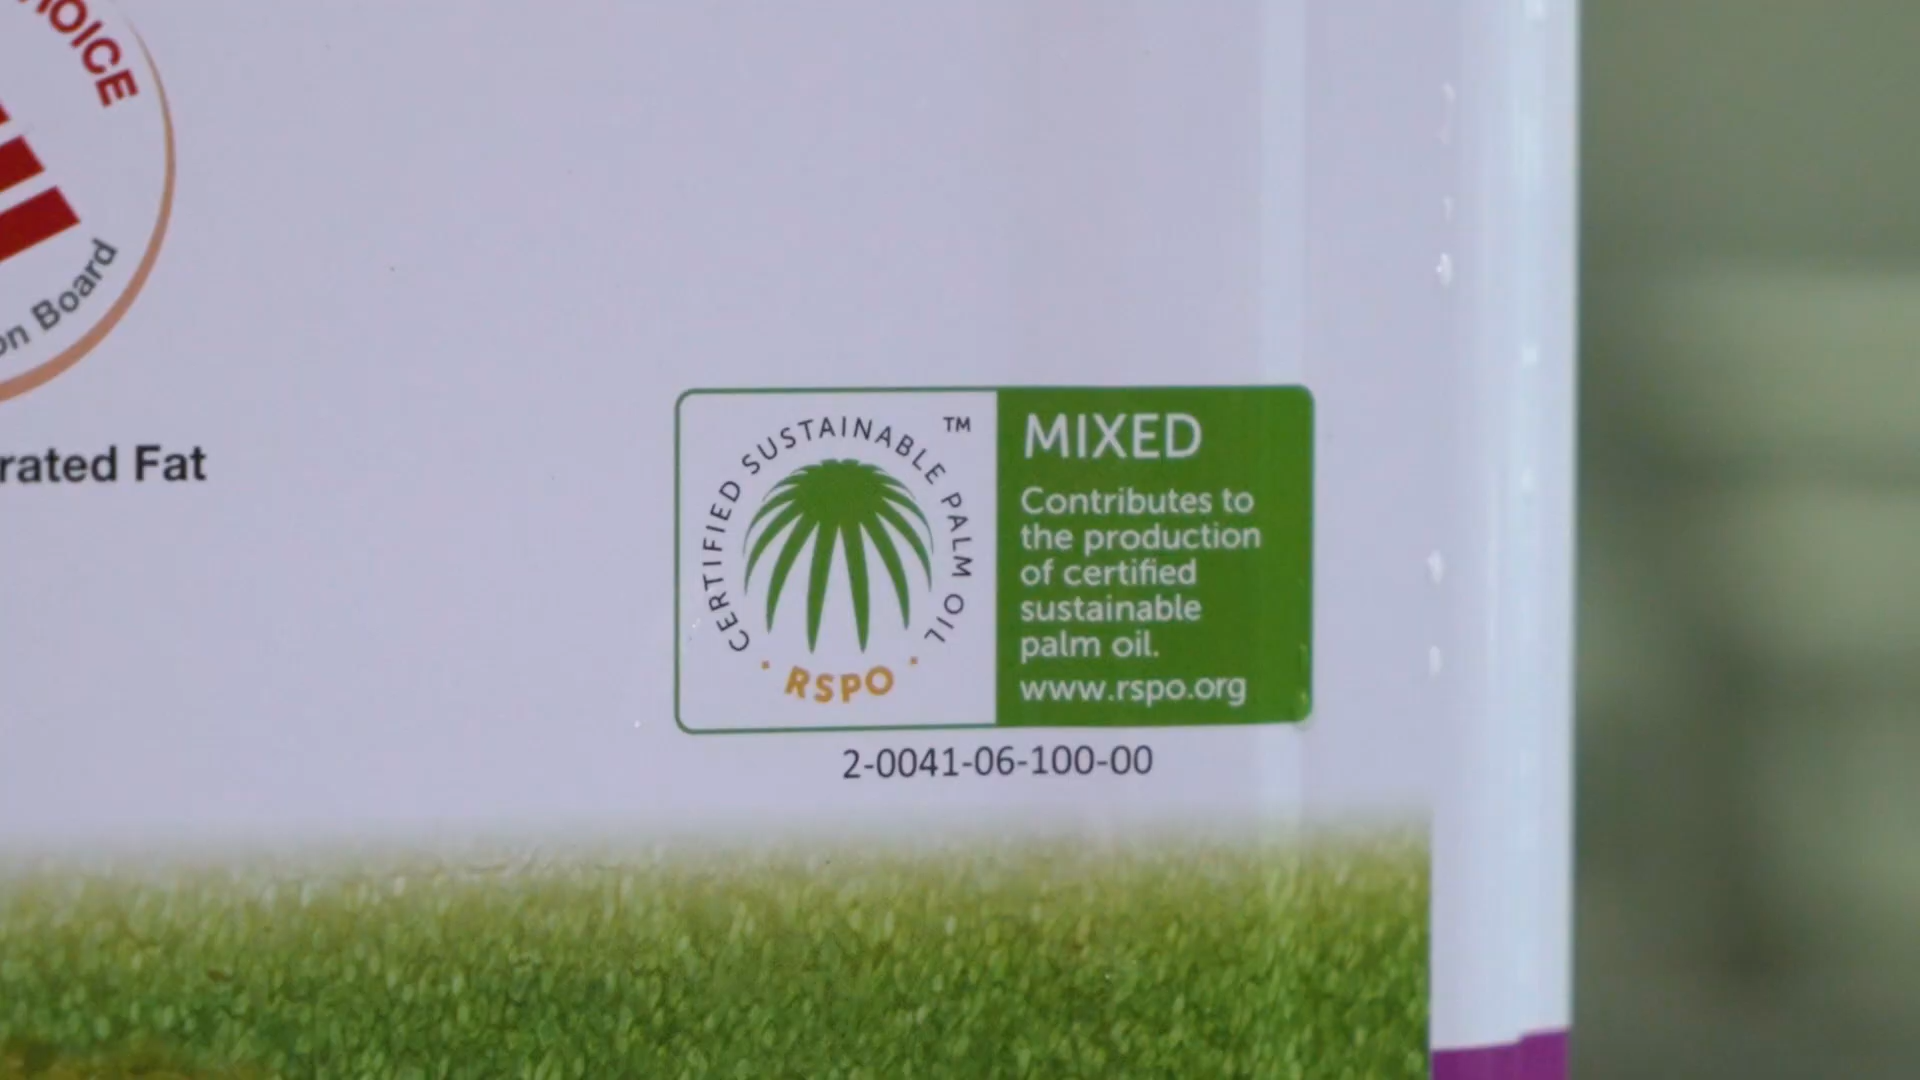 OICE
on Board
rated Fat
CERTIFIED SUSTAINABLE PALM OIL
TM
· RSPO ·
MIXED
Contributes to
the production
of certified
sustainable
palm oil.
www.rspo.org
2-0041-06-100-00